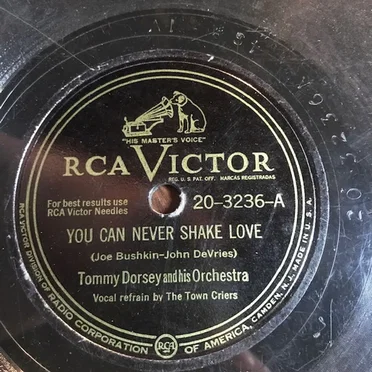 "HIS MASTER'S VOICE"
RCA VICTOR
REG. U.S. PAT. OFF. MARCAS REGISTRADAS
For best results use
RCA Victor Needles
20-3236-A
YOU CAN NEVER SHAKE LOVE
(Joe Bushkin-John DeVries)
Tommy Dorsey and his Orchestra
Vocal refrain by The Town Criers
RCA
RCA VICTOR DIVISION OF RADIO CORPORATION OF AMERICA, CAMDEN, N.J. MADE IN U.S.A.